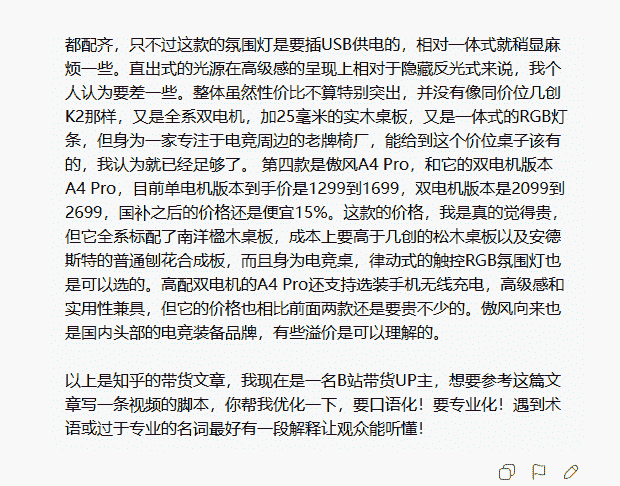 都配齐，只不过这款的氛围灯是要插USB供电的，相对一体式就稍显麻
烦一些。直出式的光源在高级感的呈现上相对于隐藏反光式来说，我个
人认为要差一些。整体虽然性价比不算特别突出，并没有像同价位几创
K2那样，又是全系双电机，加25毫米的实木桌板，又是一体式的RGB灯
条，但身为一家专注于电竞周边的老牌椅厂，能给到这个价位桌子该有
的，我认为就已经足够了。 第四款是傲风A4 Pro，和它的双电机版本
A4 Pro，目前单电机版本到手价是1299到1699，双电机版本是2099到
2699，国补之后的价格还是便宜15%。这款的价格，我是真的觉得贵，
但它全系标配了南洋楹木桌板，成本上要高于几创的松木桌板以及安德
斯特的普通刨花合成板，而且身为电竞桌，律动式的触控RGB氛围灯也
是可以选的。高配双电机的A4 Pro还支持选装手机无线充电，高级感和
实用性兼具，但它的价格也相比前面两款还是要贵不少的。傲风向来也
是国内头部的电竞装备品牌，有些溢价是可以理解的。
以上是知乎的带货文章，我现在是一名B站带货UP主，想要参考这篇文
章写一条视频的脚本，你帮我优化一下，要口语化！要专业化！遇到术
语或过于专业的名词最好有一段解释让观众能听懂！